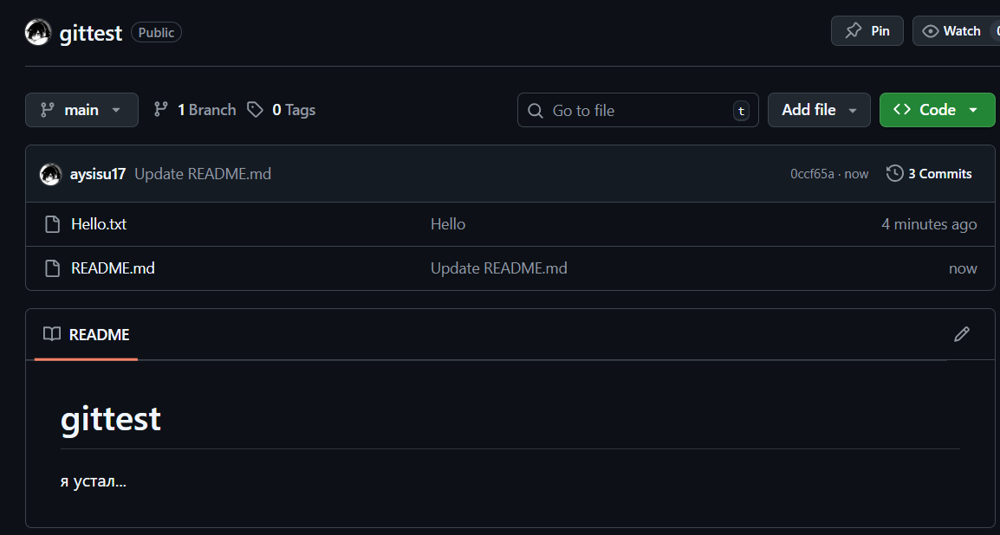 gittest Public Pin Watch
main 1 Branch 0 Tags Go to file t Add file Code
aysisu17 Update README.md 0ccf65a · now 3 Commits
Hello.txt Hello 4 minutes ago
README.md Update README.md now
README
gittest
я устал...